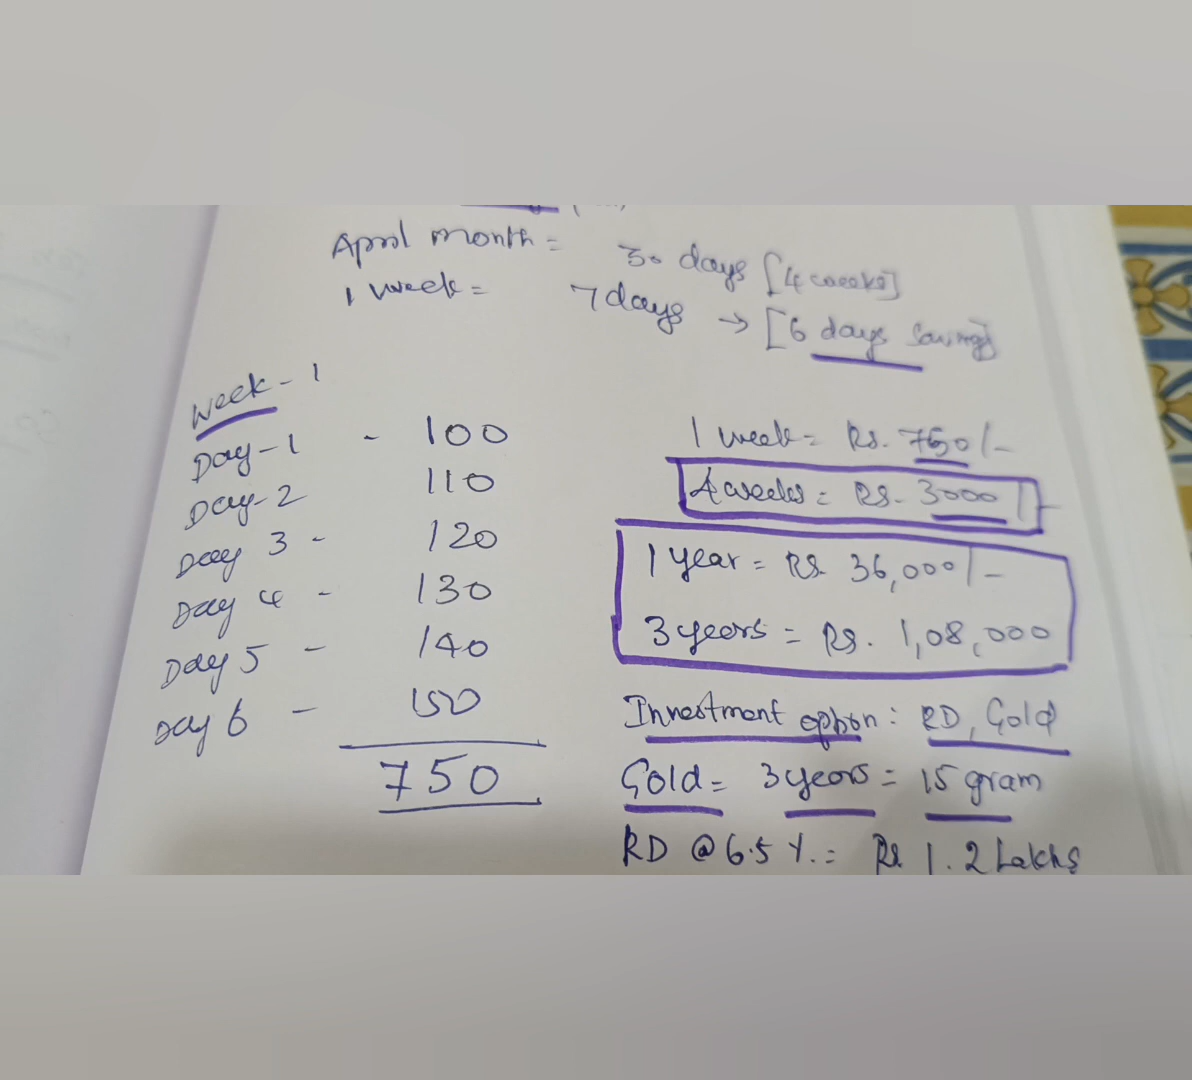 April month = 30 days [4 weeks]
1 week = 7 days → [6 days saving]
Week - 1
Day - 1 - 100
Day - 2 110
Day 3 - 120
Day 4 - 130
Day 5 - 140
Day 6 - 150
750
1 week = Rs. 750/-
4 weeks = Rs. 3000/-
1 year = Rs. 36,000/-
3 years = Rs. 1,08,000
Investment option : RD, Gold
Gold = 3 years = 15 gram
RD @ 6.5 %. = Rs 1.2 Lakhs